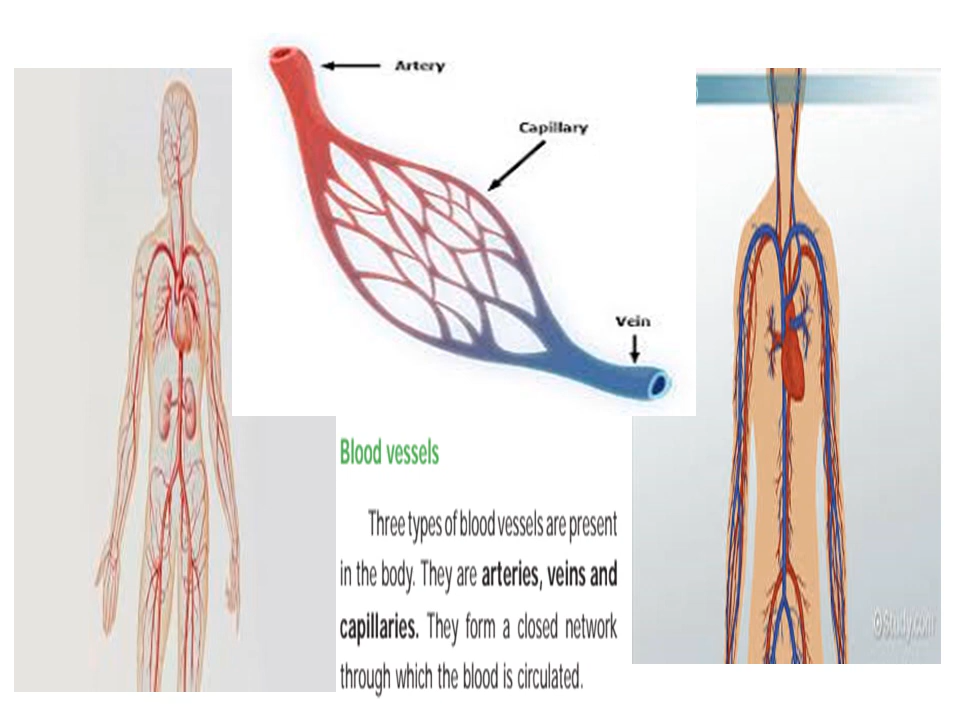 Artery
Capillary
Vein
Blood vessels
Three types of blood vessels are present
in the body. They are arteries, veins and
capillaries. They form a closed network
through which the blood is circulated.
Study.com